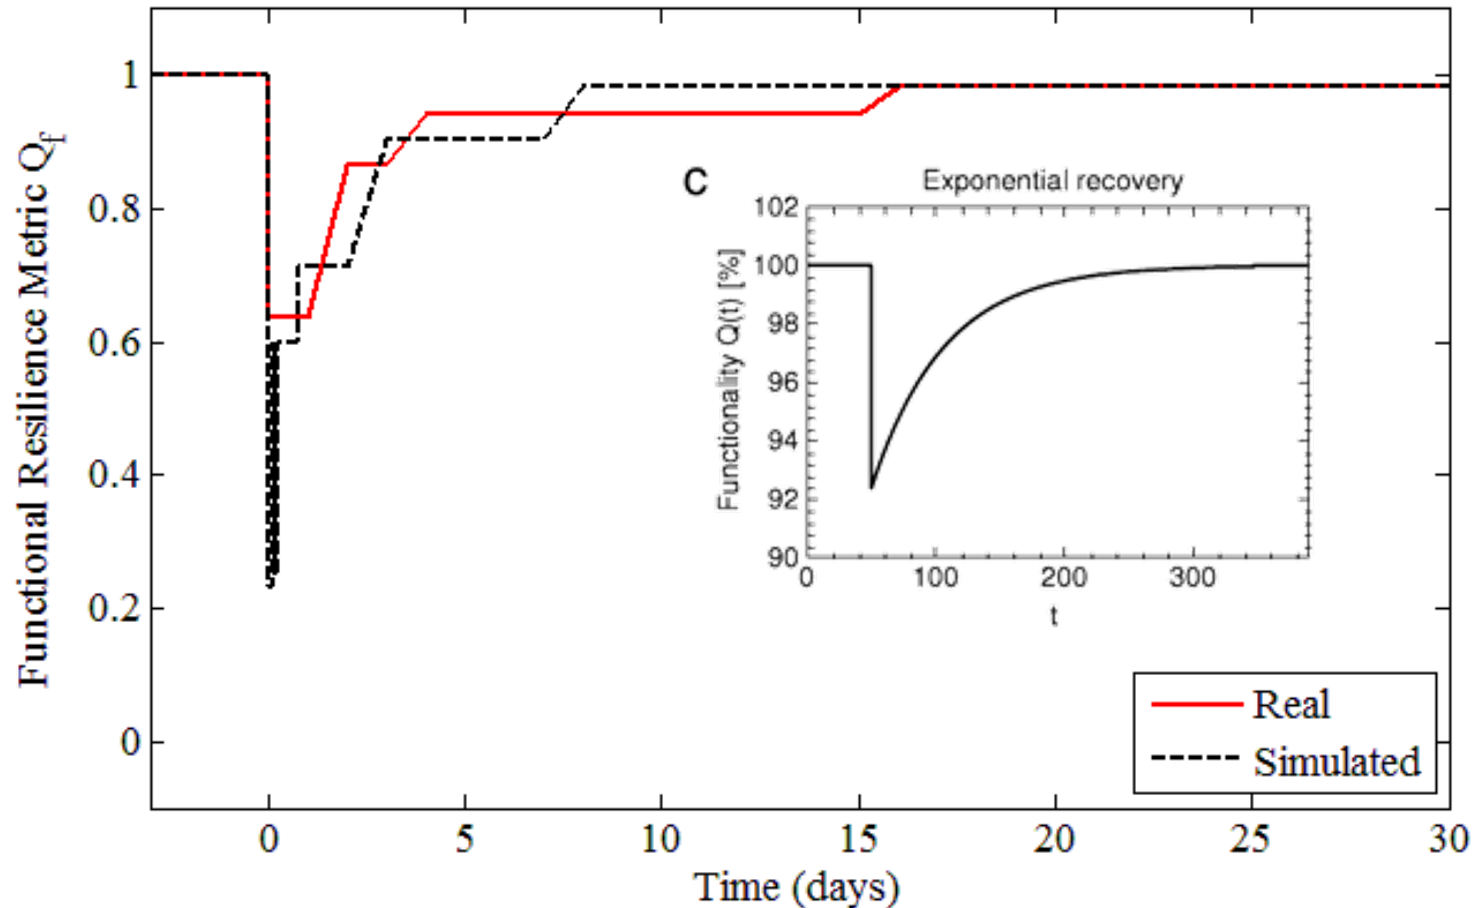 Functional Resilience Metric Q_f
1
0.8
0.6
0.4
0.2
0
C
Exponential recovery
Functionality Q(t) [%]
102
100
98
96
94
92
90
0 100 200 300
t
Real
Simulated
0 5 10 15 20 25 30
Time (days)